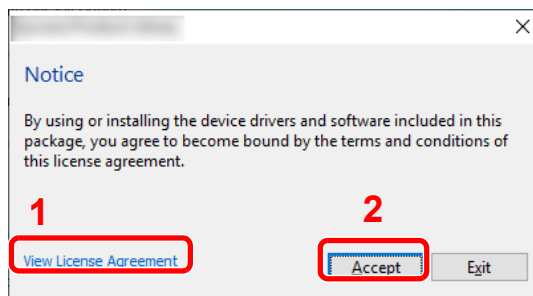 Notice
By using or installing the device drivers and software included in this
package, you agree to become bound by the terms and conditions of
this license agreement.
1
2
View License Agreement
Accept
Exit